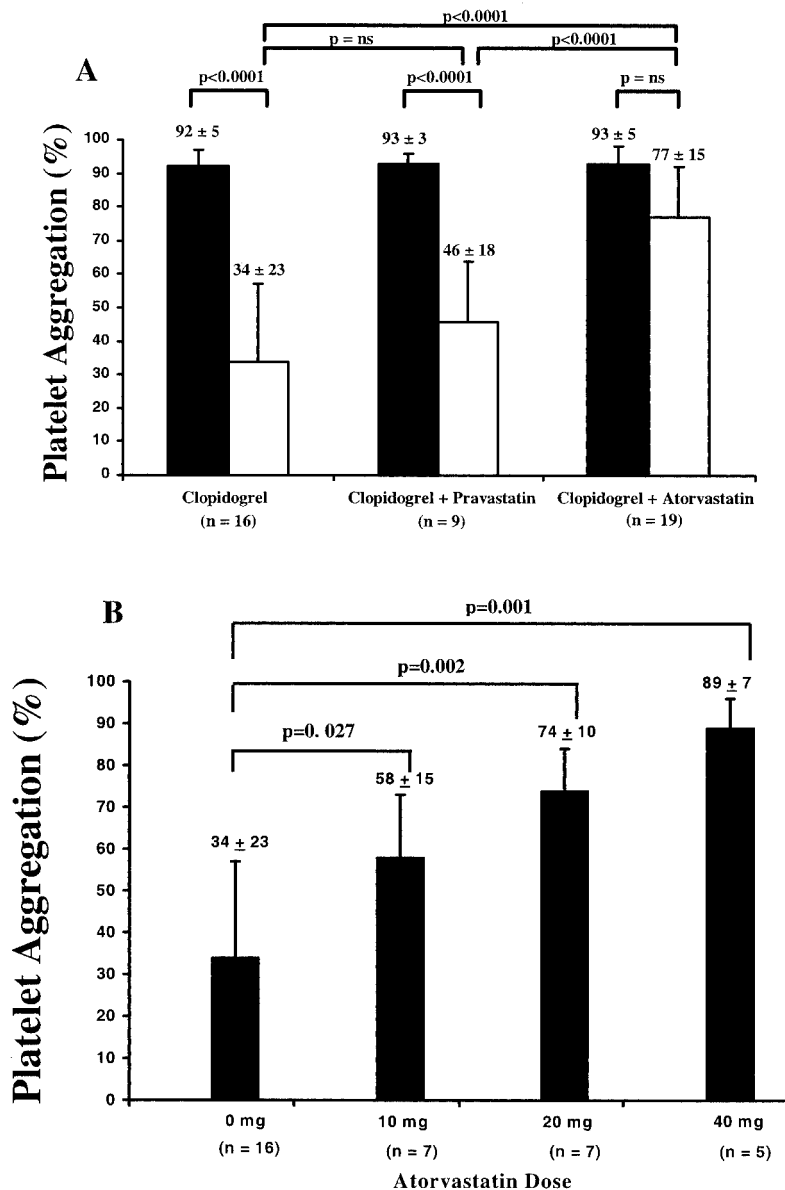 p<0.0001
p = ns
p<0.0001
A
p<0.0001
p<0.0001
p = ns
Platelet Aggregation (%)
100
90
80
70
60
50
40
30
20
10
0
92 ± 5
34 ± 23
93 ± 3
46 ± 18
93 ± 5
77 ± 15
Clopidogrel
(n = 16)
Clopidogrel + Pravastatin
(n = 9)
Clopidogrel + Atorvastatin
(n = 19)
B
p=0.001
p=0.002
p=0. 027
Platelet Aggregation (%)
100
90
80
70
60
50
40
30
20
10
0
34 ± 23
58 ± 15
74 ± 10
89 ± 7
0 mg
(n = 16)
10 mg
(n = 7)
20 mg
(n = 7)
40 mg
(n = 5)
Atorvastatin Dose